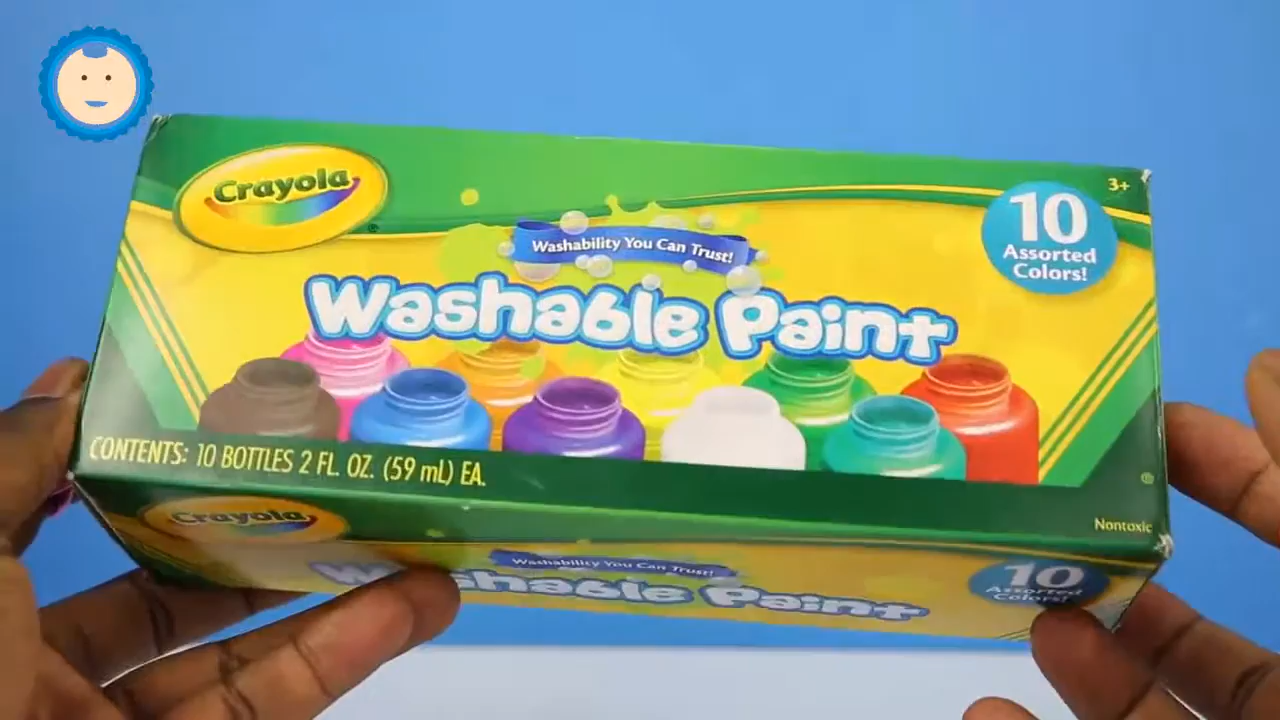 Crayola
3+
10
Assorted
Colors!
Washability You Can Trust!
Washable Paint
CONTENTS: 10 BOTTLES 2 FL. OZ. (59 mL) EA.
Nontoxic
Crayola
Washability You Can Trust!
Washable Paint
10
Assorted
Colors!